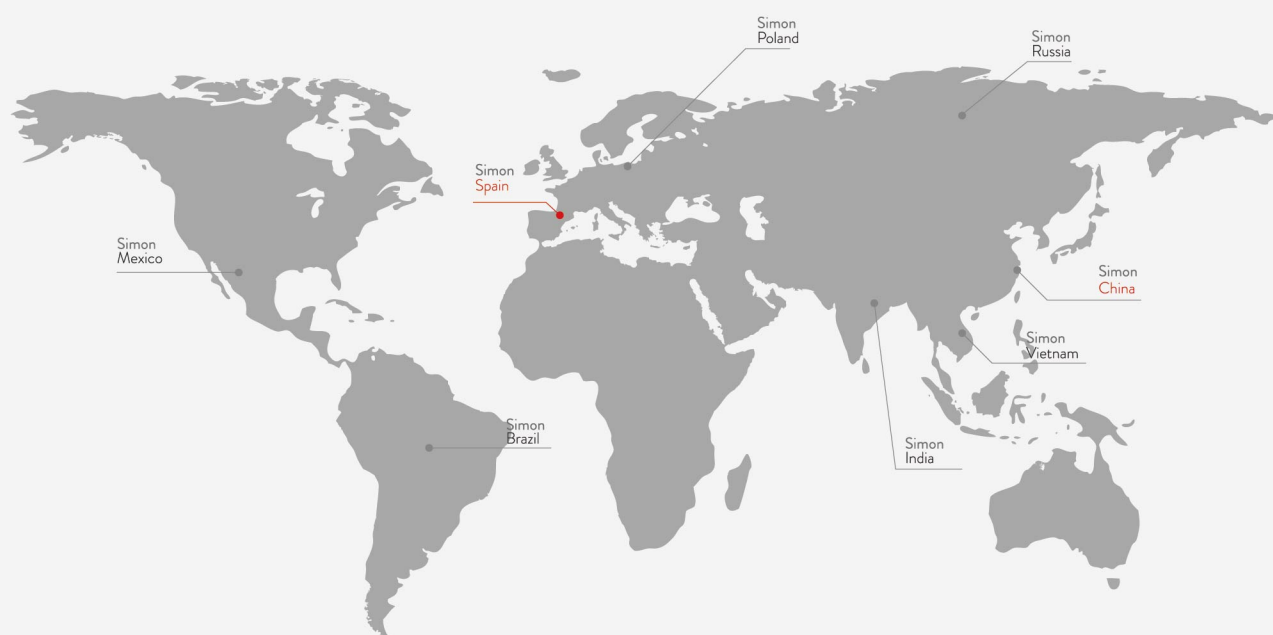 Simon
Poland
Simon
Russia
Simon
Spain
Simon
Mexico
Simon
China
Simon
Vietnam
Simon
Brazil
Simon
India